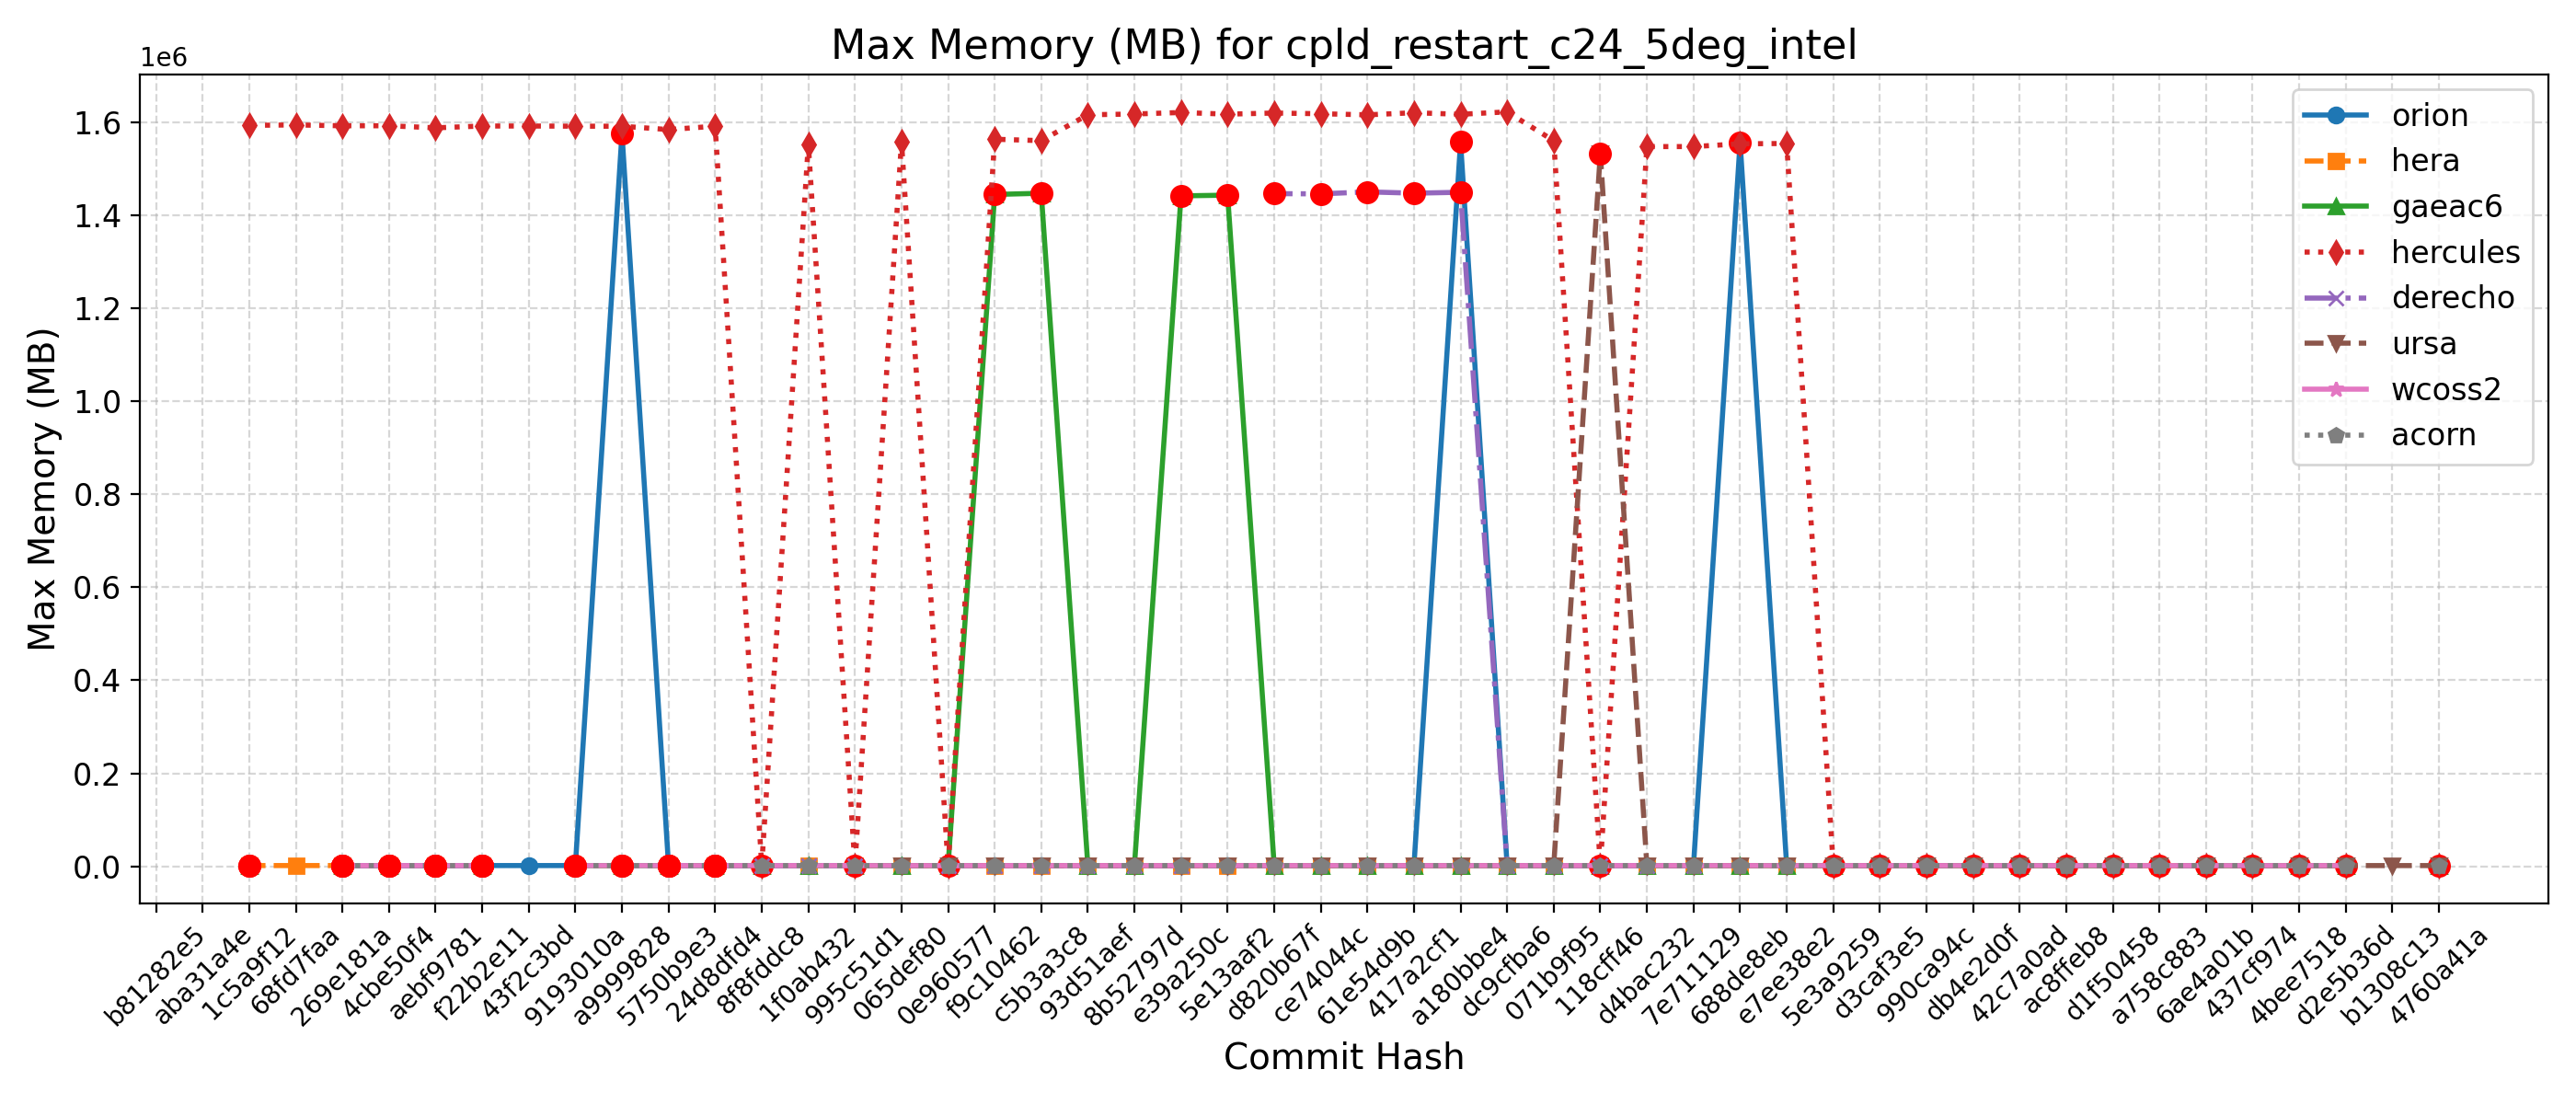 Max Memory (MB) for cpld_restart_c24_5deg_intel
1e6
1.6
1.4
1.2
1.0
0.8
0.6
0.4
0.2
0.0
Max Memory (MB)
orion
hera
gaeac6
hercules
derecho
ursa
wcoss2
acorn
b81282e5
aba31a4e
1c5a9f12
68fd7faa
269e181a
4cbe50f4
aebf9781
f22b2e11
43f2c3bd
9193010a
a9999828
5750b9e3
24d8dfd4
8f8fddc8
1f0ab432
995c51d1
065def80
0e960577
f9c10462
c5b3a3c8
93d51aef
8b52797d
e39a250c
5e13aaf2
d820b67f
ce74044c
61e54d9b
417a2cf1
a180bbe4
dc9cfba6
071b9f95
118cff46
d4bac232
7e711129
688de8eb
e7ee38e2
5e3a9259
d3caf3e5
990ca94c
db4e2d0f
42c7a0ad
ac8ffeb8
d1f50458
a758c883
6ae4a01b
437cf974
4bee7518
d2e5b36d
b1308c13
4760a41a
Commit Hash